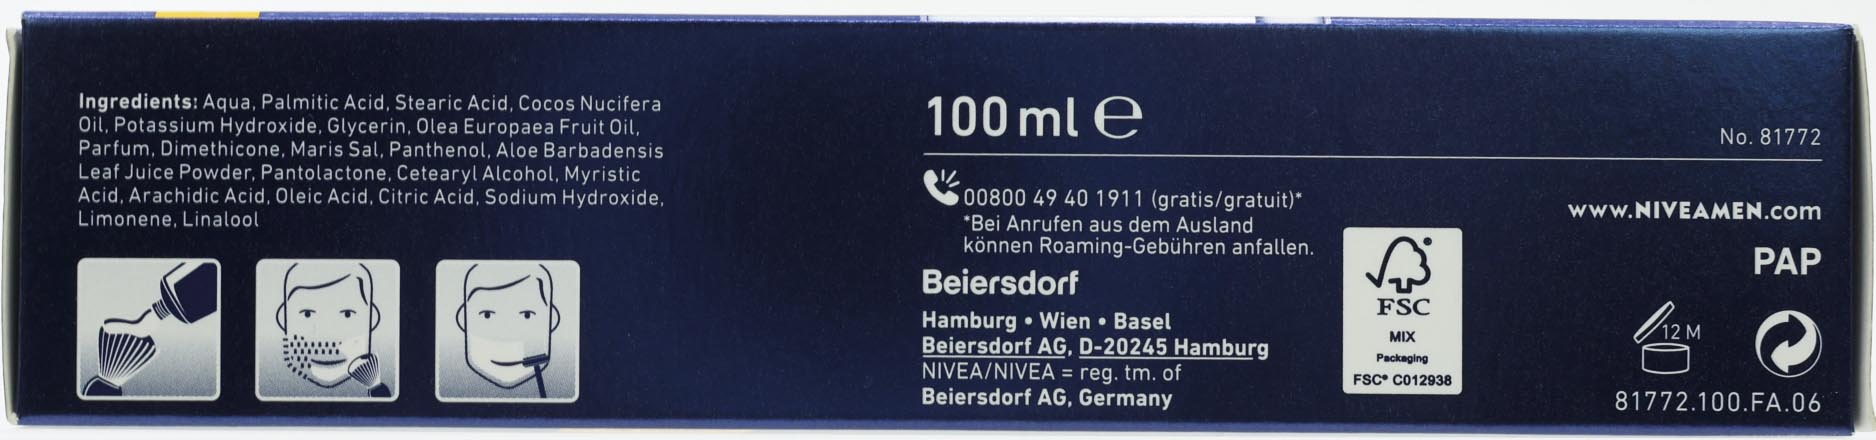 Ingredients: Aqua, Palmitic Acid, Stearic Acid, Cocos Nucifera
Oil, Potassium Hydroxide, Glycerin, Olea Europaea Fruit Oil,
Parfum, Dimethicone, Maris Sal, Panthenol, Aloe Barbadensis
Leaf Juice Powder, Pantolactone, Cetearyl Alcohol, Myristic
Acid, Arachidic Acid, Oleic Acid, Citric Acid, Sodium Hydroxide,
Limonene, Linalool
100 ml ℮
No. 81772
00800 49 40 1911 (gratis/gratuit)*
*Bei Anrufen aus dem Ausland
können Roaming-Gebühren anfallen.
Beiersdorf
Hamburg • Wien • Basel
Beiersdorf AG, D-20245 Hamburg
NIVEA/NIVEA = reg. tm. of
Beiersdorf AG, Germany
®
FSC
MIX
Packaging
FSC® C012938
www.NIVEAMEN.com
PAP
12 M
81772.100.FA.06